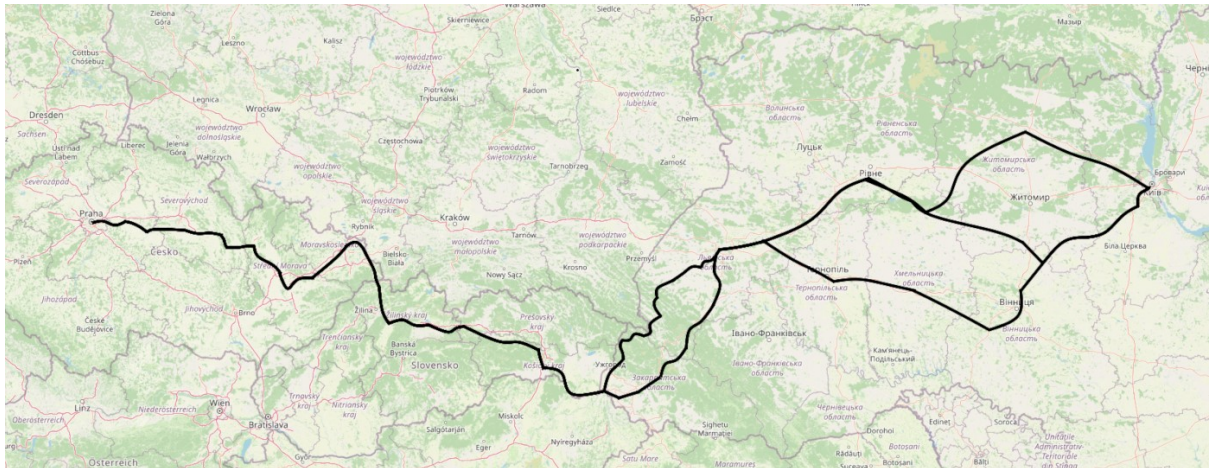 Zielona Góra
Skierniewice
Siedlce
Брэст
Мазыр
Leszno
Kalisz
Cottbus Chóśebuz
województwo łódzkie
Черні
Piotrków Trybunalski
Radom
województwo lubelskie
Волинська область
Рівненська область
Legnica
Wrocław
Chełm
Dresden
Sachsen
województwo dolnośląskie
Częstochowa
województwo świętokrzyskie
Луцьк
Житомирська область
Ústí nad Labem
Liberec
Jelenia Góra
Wałbrzych
Tarnobrzeg
Zamość
Рівне
Бровари
województwo opolskie
Київ
Severozápad
Severovýchod
województwo śląskie
Житомир
Praha
Rybnik
Kraków
Tarnów
województwo podkarpackie
Біла Церква
Plzeň
Česko
Moravskosle
Bielsko Biała
województwo małopolskie
Przemyśl
Львівська область
Střední Morava
Nowy Sącz
Krosno
Тернопіль
Хмельницька область
Jihozápad
Тернопільська область
Вінниця
Jihovýchod
Brno
Žilina
Žilinský kraj
Prešovský kraj
České Budějovice
Trenčiansky kraj
Banská Bystrica
Івано-Франківськ
Вінницька область
Slovensko
Košický kraj
Ужгород
Івано-Франківська область
Кам'янець-Подільський
Закарпатська область
Linz
Niederösterreich
Wien
Trnavský kraj
Nitriansky kraj
Miskolc
Чернівецька область
Edineț
Soroca
Oberösterreich
Bratislava
Salgótarján
Sighetu Marmației
Dorohoi
Eger
Nyíregyháza
Botoșani
Győr
Satu Mare
Rădăuți
Botoșani
Österreich
Maramureș
Suceava
Bălți